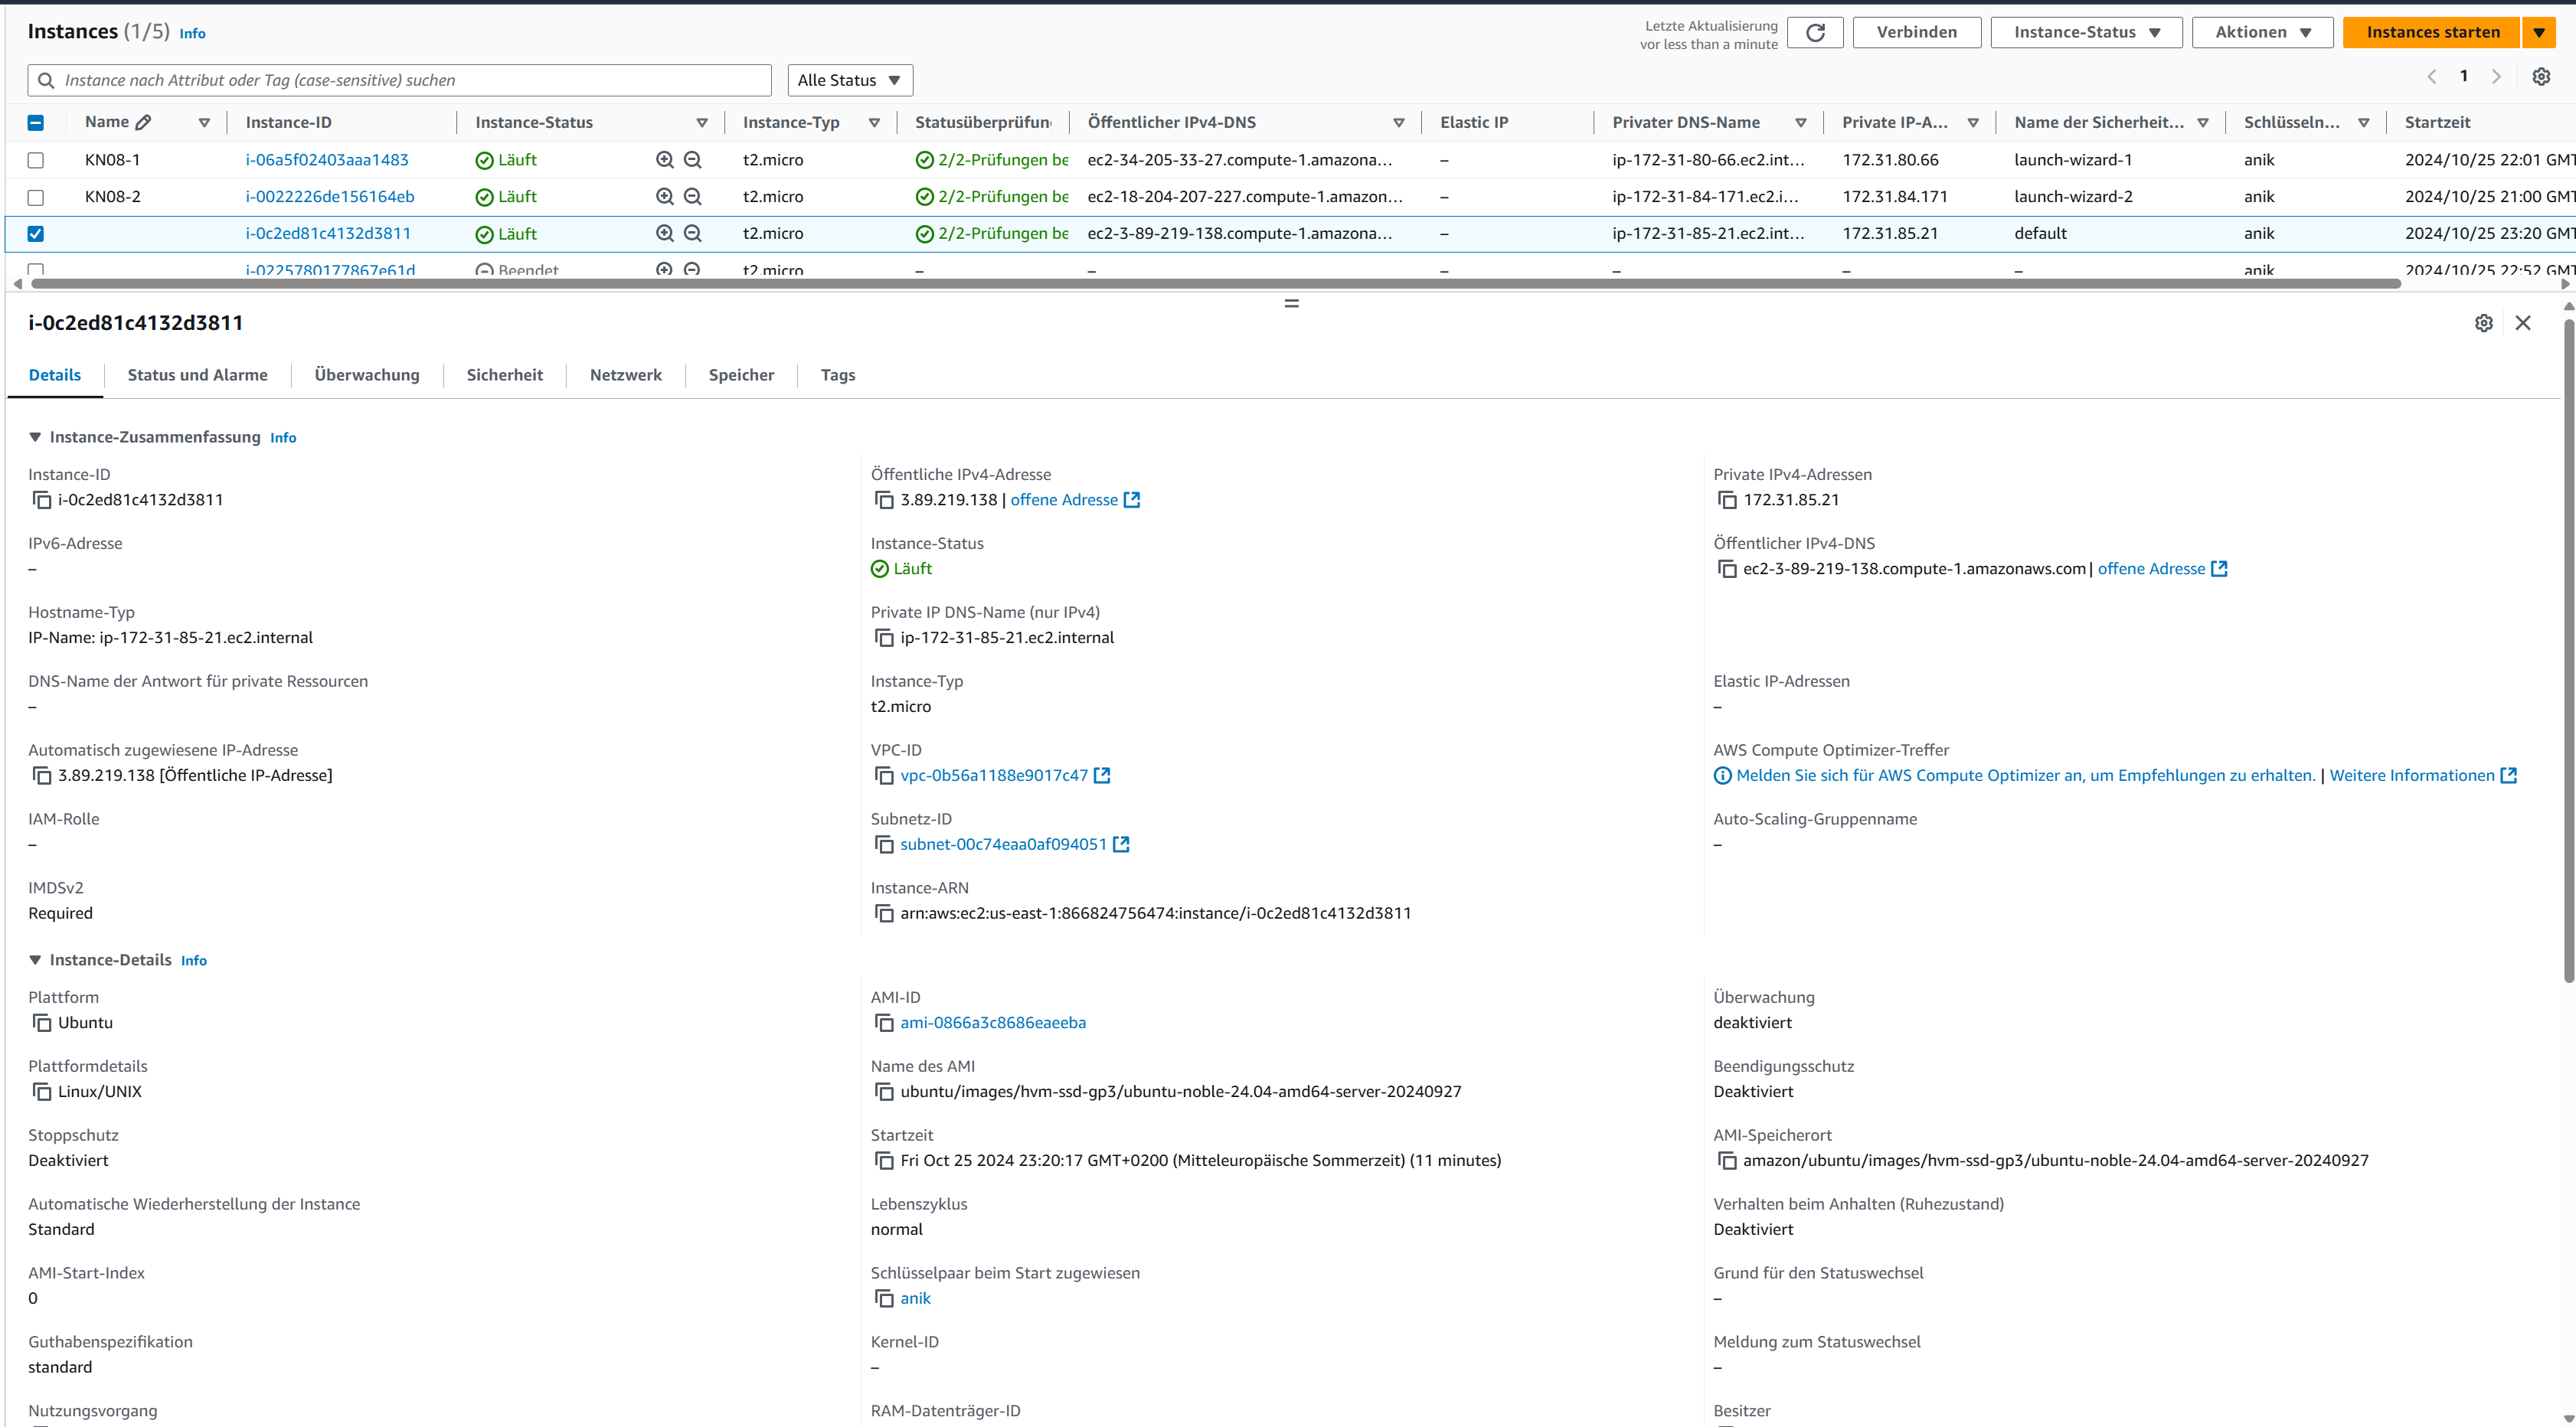 Instances (1/5) Info
Letzte Aktualisierung
vor less than a minute
Verbinden
Instance-Status
Aktionen
Instances starten
Instance nach Attribut oder Tag (case-sensitive) suchen
Alle Status
1
Name Instance-ID Instance-Status Instance-Typ Statusüberprüfun Öffentlicher IPv4-DNS Elastic IP Privater DNS-Name Private IP-A... Name der Sicherheit... Schlüsseln... Startzeit
KN08-1 i-06a5f02403aaa1483 Läuft t2.micro 2/2-Prüfungen be ec2-34-205-33-27.compute-1.amazona... – ip-172-31-80-66.ec2.int... 172.31.80.66 launch-wizard-1 anik 2024/10/25 22:01 GMT
KN08-2 i-0022226de156164eb Läuft t2.micro 2/2-Prüfungen be ec2-18-204-207-227.compute-1.amazon... – ip-172-31-84-171.ec2.i... 172.31.84.171 launch-wizard-2 anik 2024/10/25 21:00 GMT
i-0c2ed81c4132d3811 Läuft t2.micro 2/2-Prüfungen be ec2-3-89-219-138.compute-1.amazona... – ip-172-31-85-21.ec2.int... 172.31.85.21 default anik 2024/10/25 23:20 GMT
i-0225780177867e61d Beendet t2.micro – – – – – – anik 2024/10/25 22:52 GMT
i-0c2ed81c4132d3811
Details Status und Alarme Überwachung Sicherheit Netzwerk Speicher Tags
Instance-Zusammenfassung Info
Instance-ID
i-0c2ed81c4132d3811
Öffentliche IPv4-Adresse
3.89.219.138 | offene Adresse
Private IPv4-Adressen
172.31.85.21
IPv6-Adresse
–
Instance-Status
Läuft
Öffentlicher IPv4-DNS
ec2-3-89-219-138.compute-1.amazonaws.com | offene Adresse
Hostname-Typ
IP-Name: ip-172-31-85-21.ec2.internal
Private IP DNS-Name (nur IPv4)
ip-172-31-85-21.ec2.internal
DNS-Name der Antwort für private Ressourcen
–
Instance-Typ
t2.micro
Elastic IP-Adressen
–
Automatisch zugewiesene IP-Adresse
3.89.219.138 [Öffentliche IP-Adresse]
VPC-ID
vpc-0b56a1188e9017c47
AWS Compute Optimizer-Treffer
Melden Sie sich für AWS Compute Optimizer an, um Empfehlungen zu erhalten. | Weitere Informationen
IAM-Rolle
–
Subnetz-ID
subnet-00c74eaa0af094051
Auto-Scaling-Gruppenname
–
IMDSv2
Required
Instance-ARN
arn:aws:ec2:us-east-1:866824756474:instance/i-0c2ed81c4132d3811
Instance-Details Info
Plattform
Ubuntu
AMI-ID
ami-0866a3c8686eaeeba
Überwachung
deaktiviert
Plattformdetails
Linux/UNIX
Name des AMI
ubuntu/images/hvm-ssd-gp3/ubuntu-noble-24.04-amd64-server-20240927
Beendigungsschutz
Deaktiviert
Stoppschutz
Deaktiviert
Startzeit
Fri Oct 25 2024 23:20:17 GMT+0200 (Mitteleuropäische Sommerzeit) (11 minutes)
AMI-Speicherort
amazon/ubuntu/images/hvm-ssd-gp3/ubuntu-noble-24.04-amd64-server-20240927
Automatische Wiederherstellung der Instance
Standard
Lebenszyklus
normal
Verhalten beim Anhalten (Ruhezustand)
Deaktiviert
AMI-Start-Index
0
Schlüsselpaar beim Start zugewiesen
anik
Grund für den Statuswechsel
–
Guthabenspezifikation
standard
Kernel-ID
–
Meldung zum Statuswechsel
–
Nutzungsvorgang
RAM-Datenträger-ID
Besitzer